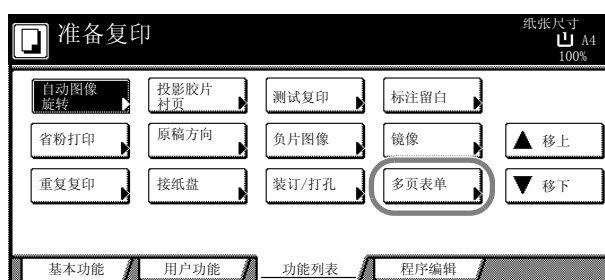 准备复印
纸张尺寸
A4
100%
自动图像
旋转
投影胶片
衬页
测试复印
标注留白
省粉打印
原稿方向
负片图像
镜像
移上
重复复印
接纸盘
装订/打孔
多页表单
移下
基本功能
用户功能
功能列表
程序编辑